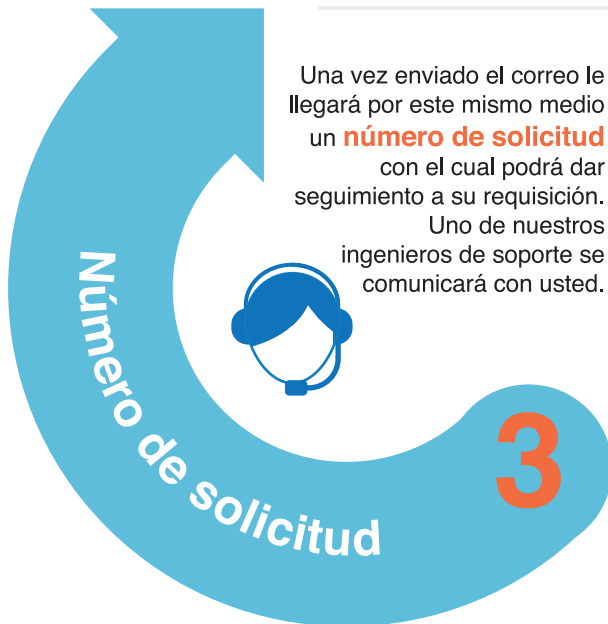 Una vez enviado el correo le
llegará por este mismo medio
un número de solicitud
con el cual podrá dar
seguimiento a su requisición.
Uno de nuestros
ingenieros de soporte se
comunicará con usted.
Número de solicitud
3